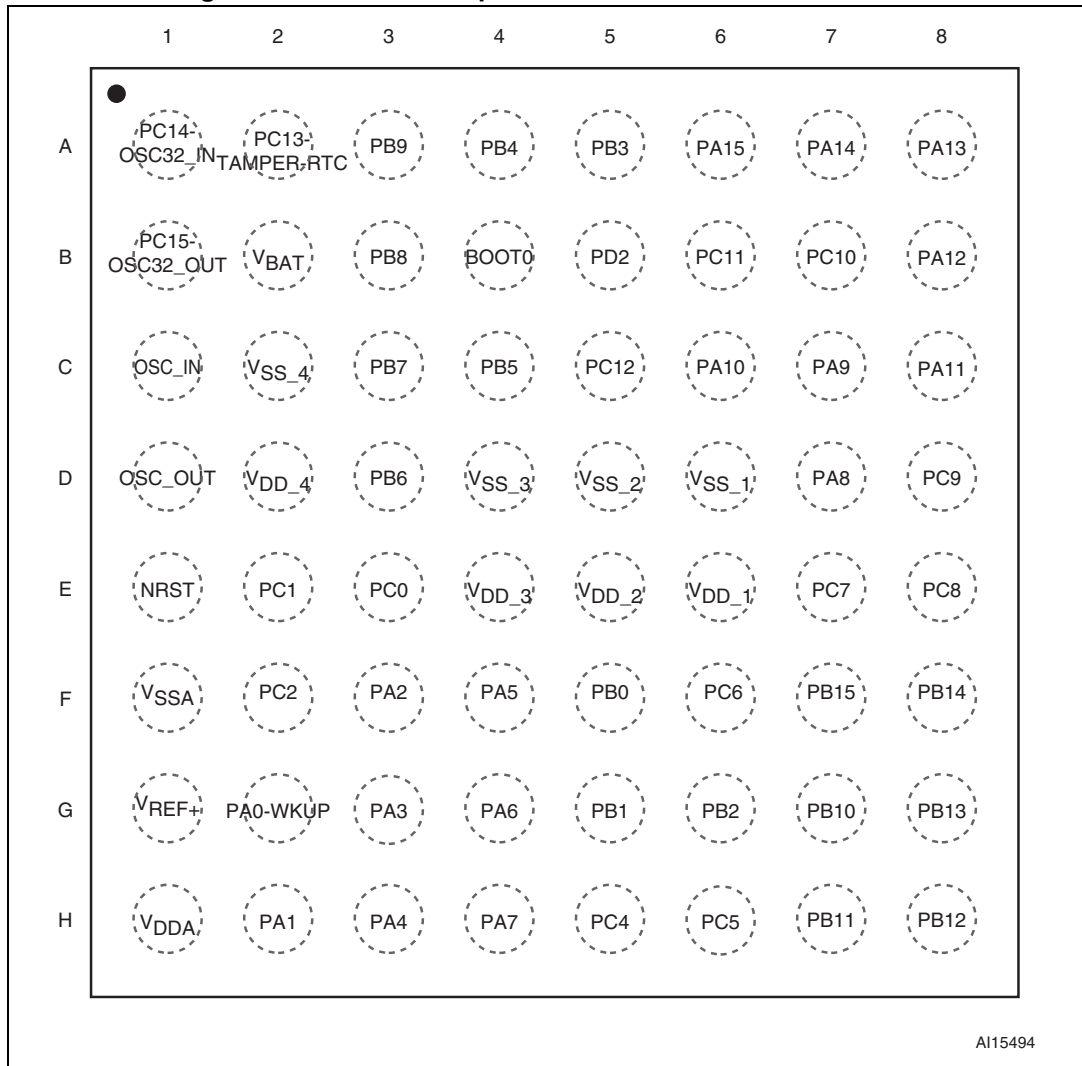 1 2 3 4 5 6 7 8
A PC14-OSC32_IN PC13-TAMPER-RTC PB9 PB4 PB3 PA15 PA14 PA13
B PC15-OSC32_OUT VBAT PB8 BOOT0 PD2 PC11 PC10 PA12
C OSC_IN VSS_4 PB7 PB5 PC12 PA10 PA9 PA11
D OSC_OUT VDD_4 PB6 VSS_3 VSS_2 VSS_1 PA8 PC9
E NRST PC1 PC0 VDD_3 VDD_2 VDD_1 PC7 PC8
F VSSA PC2 PA2 PA5 PB0 PC6 PB15 PB14
G VREF+ PA0-WKUP PA3 PA6 PB1 PB2 PB10 PB13
H VDDA PA1 PA4 PA7 PC4 PC5 PB11 PB12
AI15494